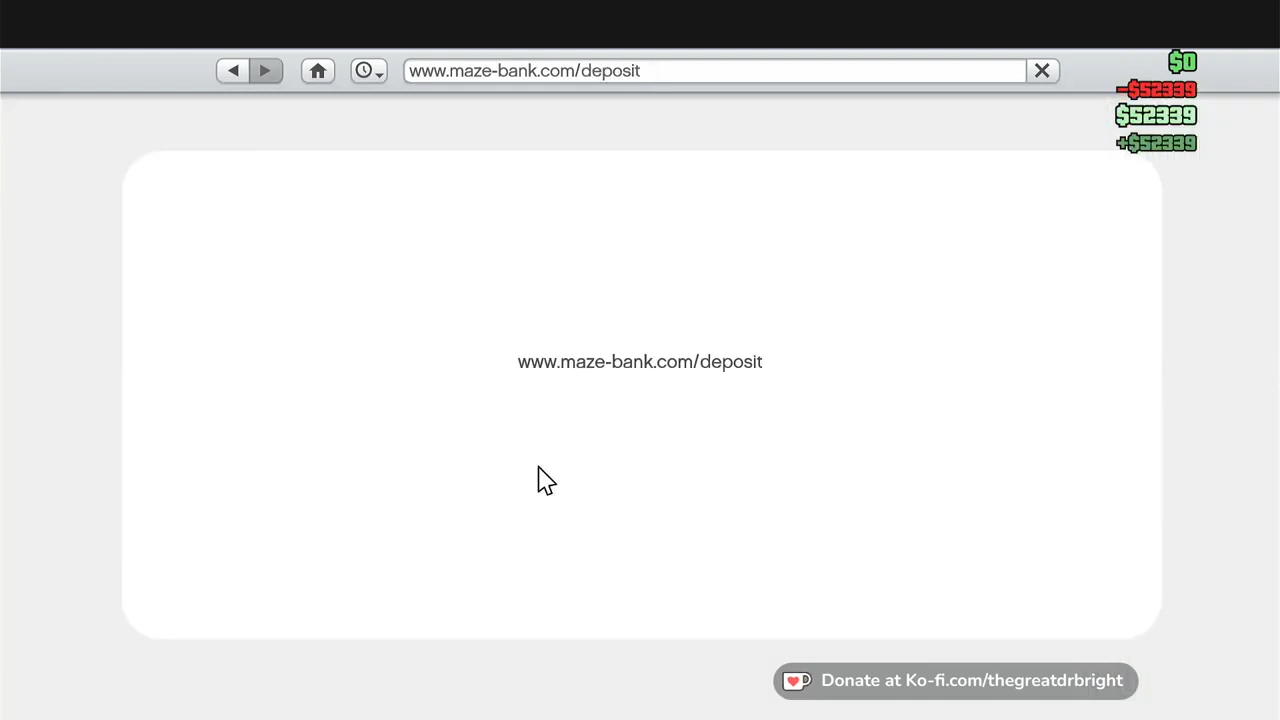 www.maze-bank.com/deposit
$0
-$52339
$52339
+$52339
www.maze-bank.com/deposit
Donate at Ko-fi.com/thegreatdrbright